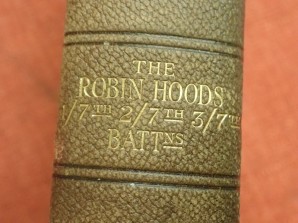 THE
ROBIN HOODS
1/7TH 2/7TH 3/7TH
BATTNS